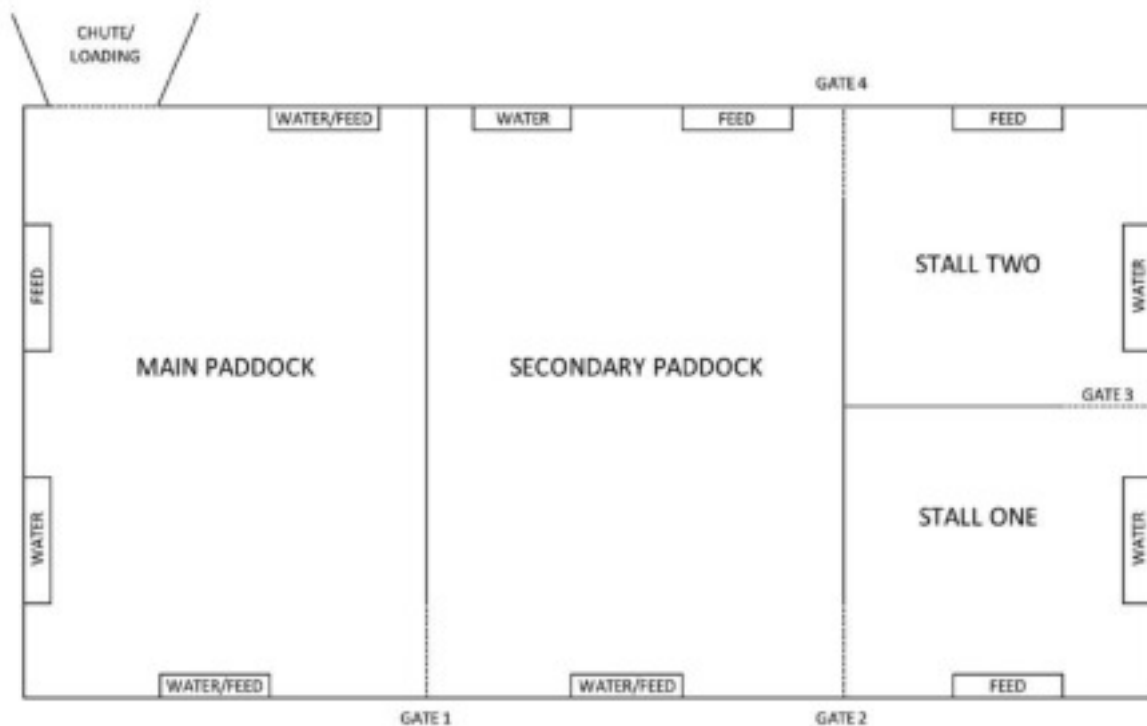 CHUTE/
LOADING
GATE 4
WATER/FEED
WATER
FEED
FEED
FEED
STALL TWO
WATER
MAIN PADDOCK
SECONDARY PADDOCK
GATE 3
WATER
STALL ONE
WATER
WATER/FEED
WATER/FEED
FEED
GATE 1
GATE 2